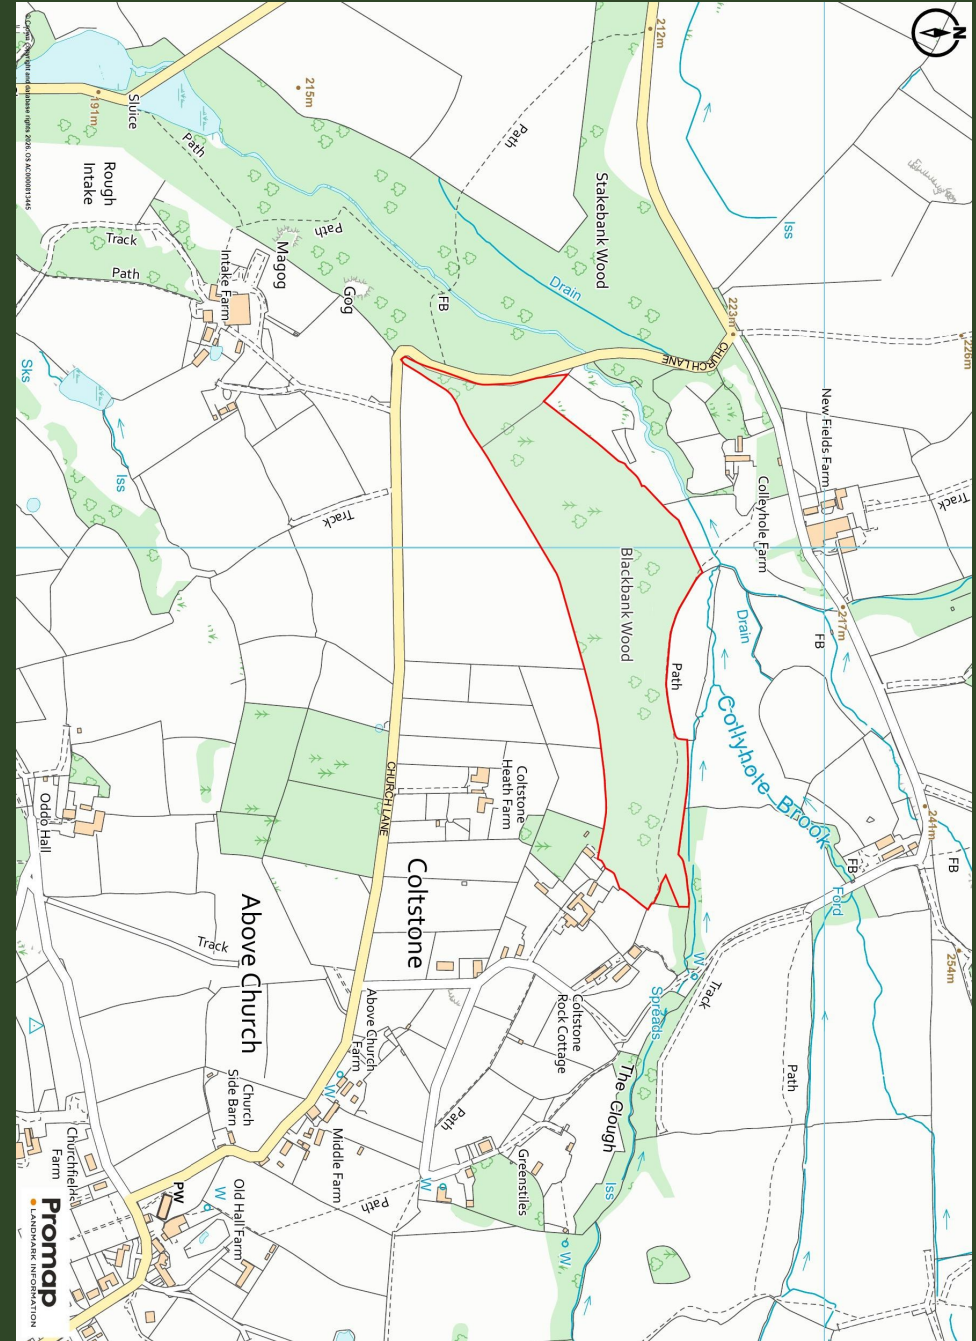 N
© Crown copyright and database rights 2026. OS AC0000813445
212m
215m
191m
Sluice
Path
Path
Stakebank Wood
Iss
Rough
Intake
Track
Path
Magog
Path
Gog
FB
Intake Farm
Drain
223m
CHURCH LANE
226m
Sks
Iss
Track
New Fields Farm
Colleyhole Farm
Track
Blackbank Wood
Path
Drain
FB
217m
Collyhole Brook
241m
FB
FB
Ford
254m
Coltstone
Heath Farm
CHURCH LANE
Coltstone
Oddo Hall
Above Church
Track
W
Track
Spreads
Coltstone
Rock Cottage
Path
Above Church
Farm
W
The Clough
Church
Side Barn
Middle Farm
Path
Greenstiles
Iss
W
W
Path
Churchfields
Farm
PW
Old Hall Farm
W
Promap
LANDMARK INFORMATION